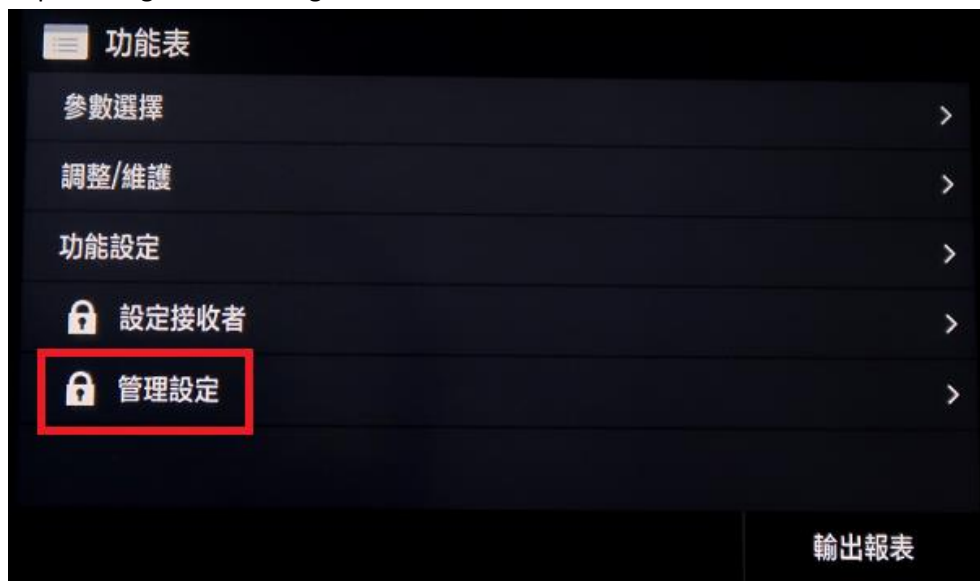 功能表
參數選擇
調整/維護
功能設定
設定接收者
管理設定
輸出報表